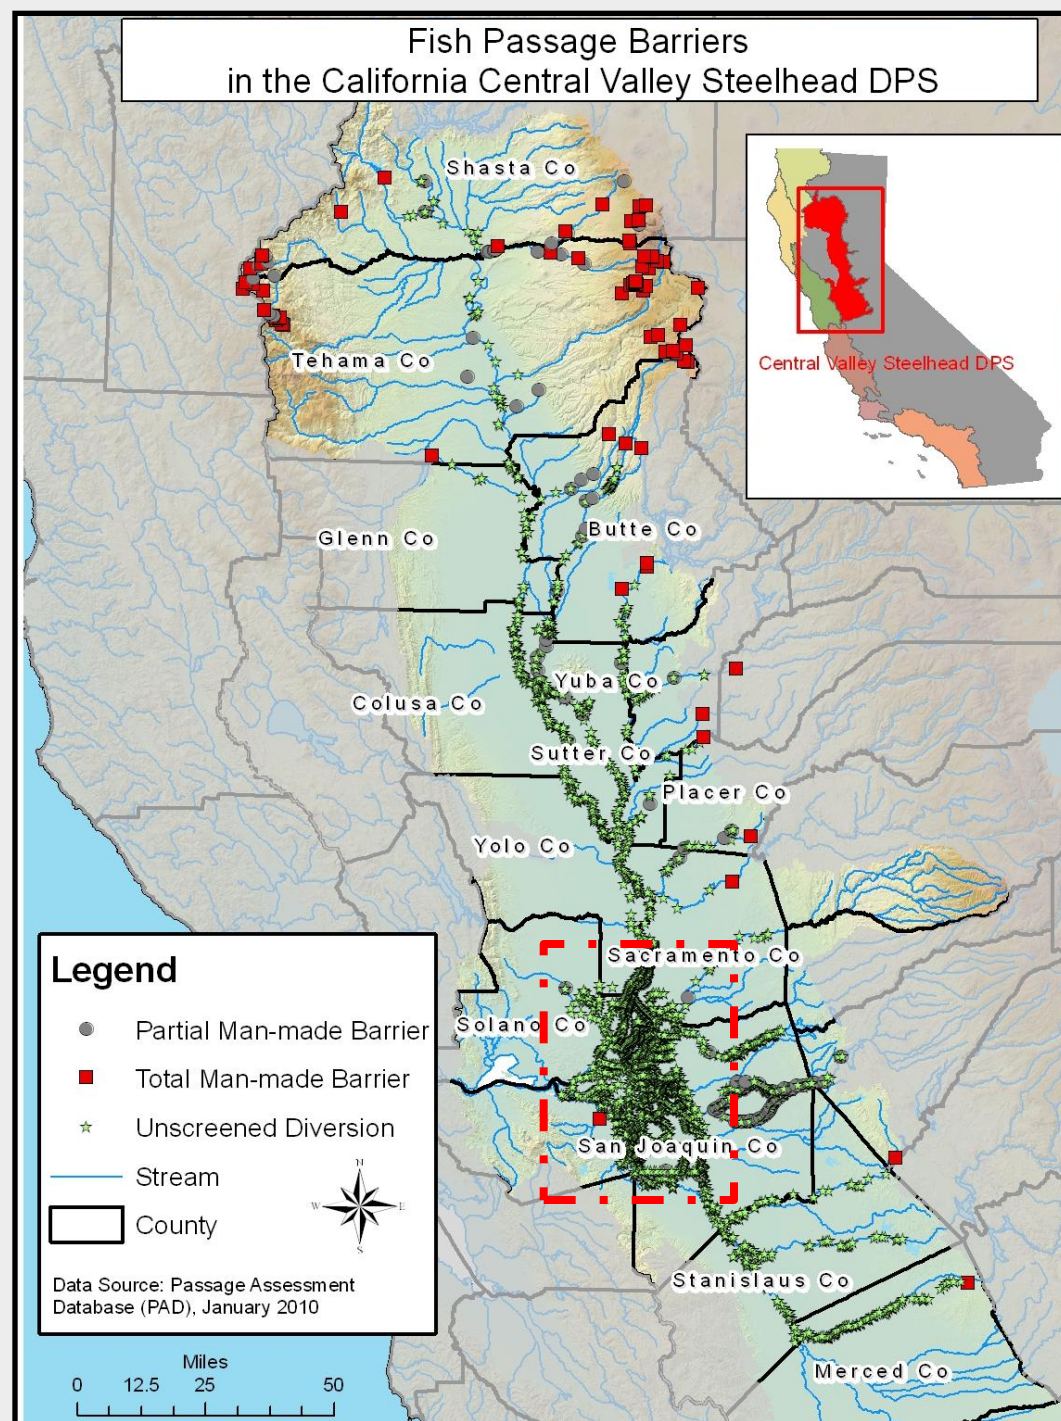 Fish Passage Barriers
in the California Central Valley Steelhead DPS
Shasta Co
Central Valley Steelhead DPS
Tehama Co
Butte Co
Glenn Co
Yuba Co
Colusa Co
Sutter Co
Placer Co
Yolo Co
Sacramento Co
Solano Co
San Joaquin Co
Stanislaus Co
Merced Co
Legend
Partial Man-made Barrier
Total Man-made Barrier
Unscreened Diversion
Stream
County
N
W
E
S
Data Source: Passage Assessment
Database (PAD), January 2010
Miles
0 12.5 25 50